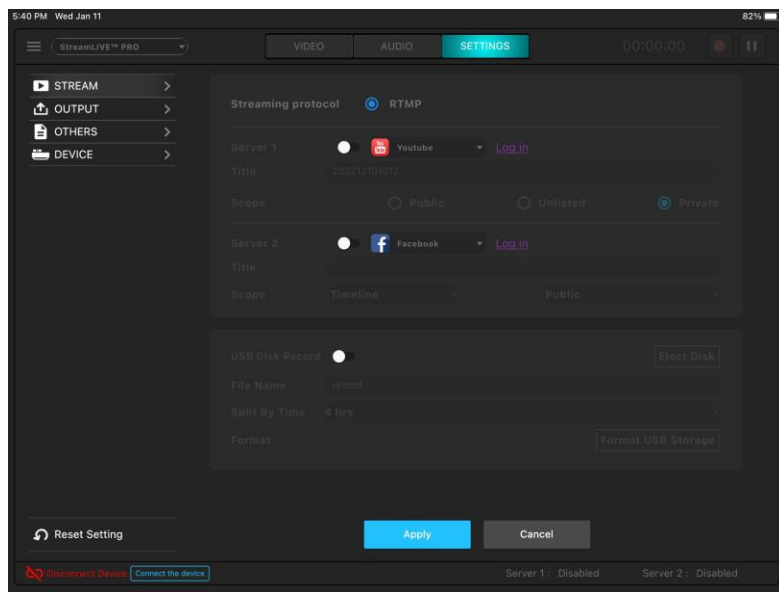 5:40 PM Wed Jan 11 82%
StreamLIVE™ PRO VIDEO AUDIO SETTINGS 00:00:00
STREAM
OUTPUT
OTHERS
DEVICE
Streaming protocol RTMP
Server 1 Youtube Log in
Title 202212191012
Scope Public Unlisted Private
Server 2 Facebook Log in
Title
Scope Timeline Public
USB Disk Record Eject Disk
File Name record
Split By Time 4 hrs
Format Format USB Storage
Reset Setting Apply Cancel
Disconnect Device Connect the device Server 1 : Disabled Server 2 : Disabled